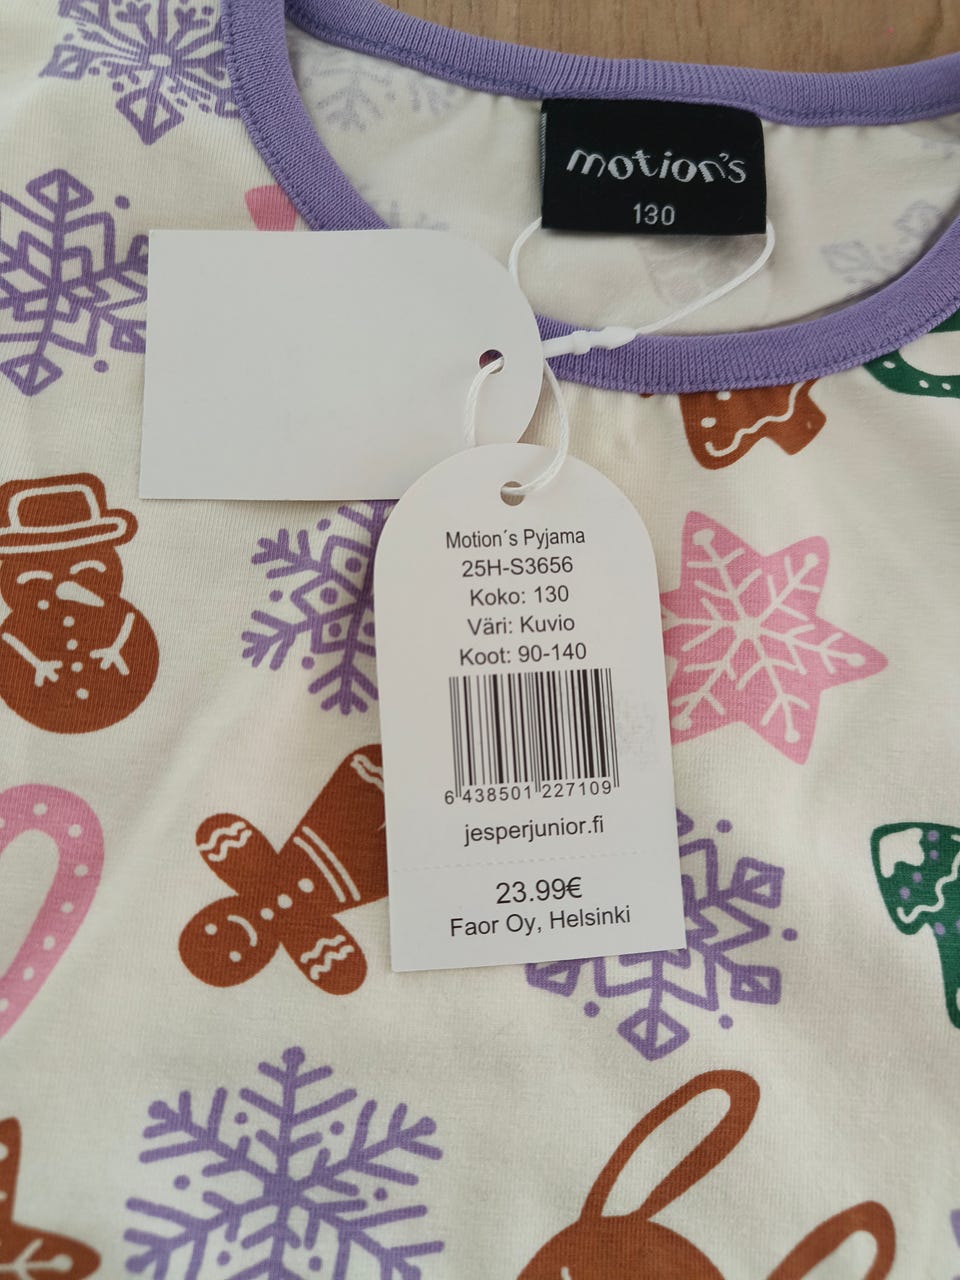 motion's
130
Motion´s Pyjama
25H-S3656
Koko: 130
Väri: Kuvio
Koot: 90-140
6 438501 227109
jesperjunior.fi
23.99€
Faor Oy, Helsinki